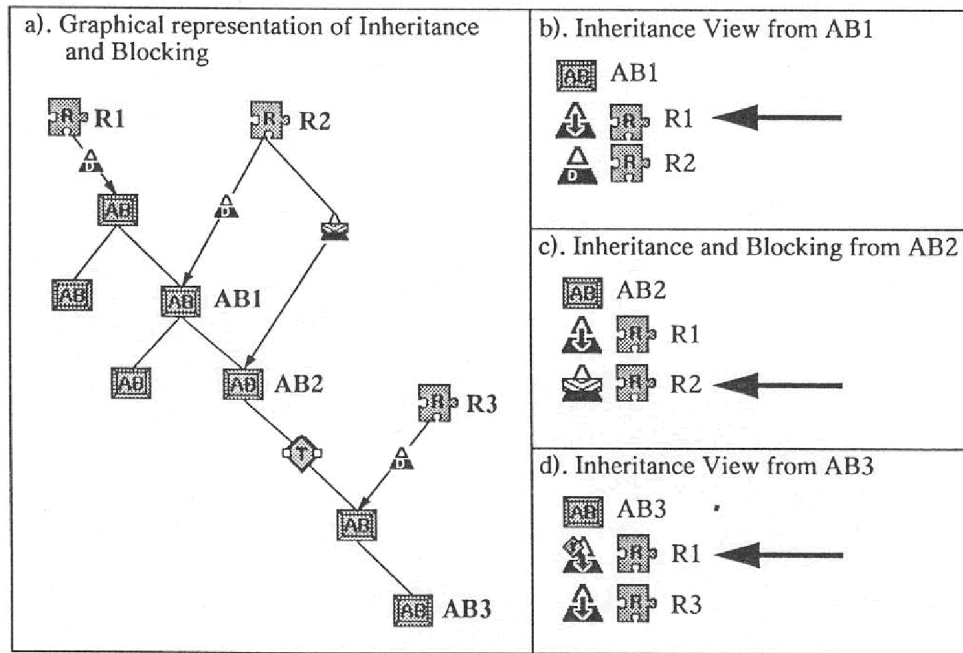 a). Graphical representation of Inheritance
and Blocking
R R1
R R2
D
AB
D
AB
AB AB1
AB
AB AB2
R R3
T
D
AB
AB AB3
b). Inheritance View from AB1
AB AB1
R R1
D R R2
c). Inheritance and Blocking from AB2
AB AB2
R R1
R R2
d). Inheritance View from AB3
AB AB3
T R R1
R R3